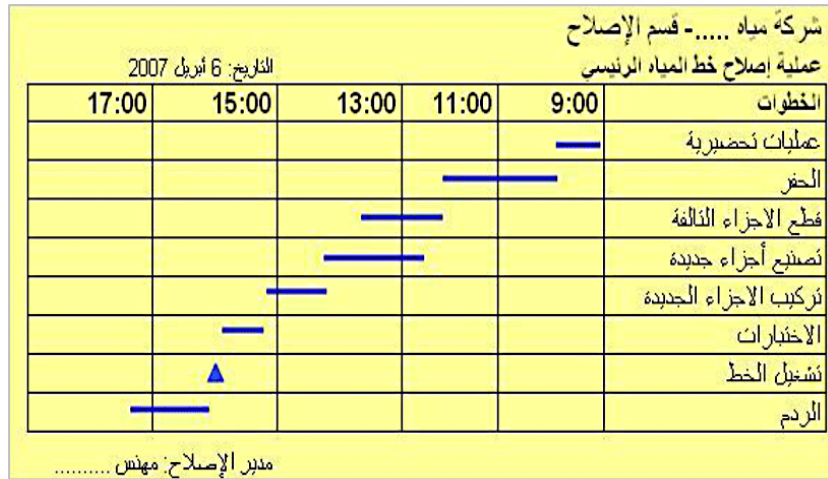 شركة مياه .....- قسم الإصلاح
عملية إصلاح خط المياه الرئيسي التاريخ: 6 أبريل 2007
الخطوات 9:00 11:00 13:00 15:00 17:00
عمليات تحضيرية
الحفر
قطع الاجزاء التالفة
تصنيع أجزاء جديدة
تركيب الاجزاء الجديدة
الاختبارات
تشغيل الخط
الردم
مدير الإصلاح: مهنس ..........